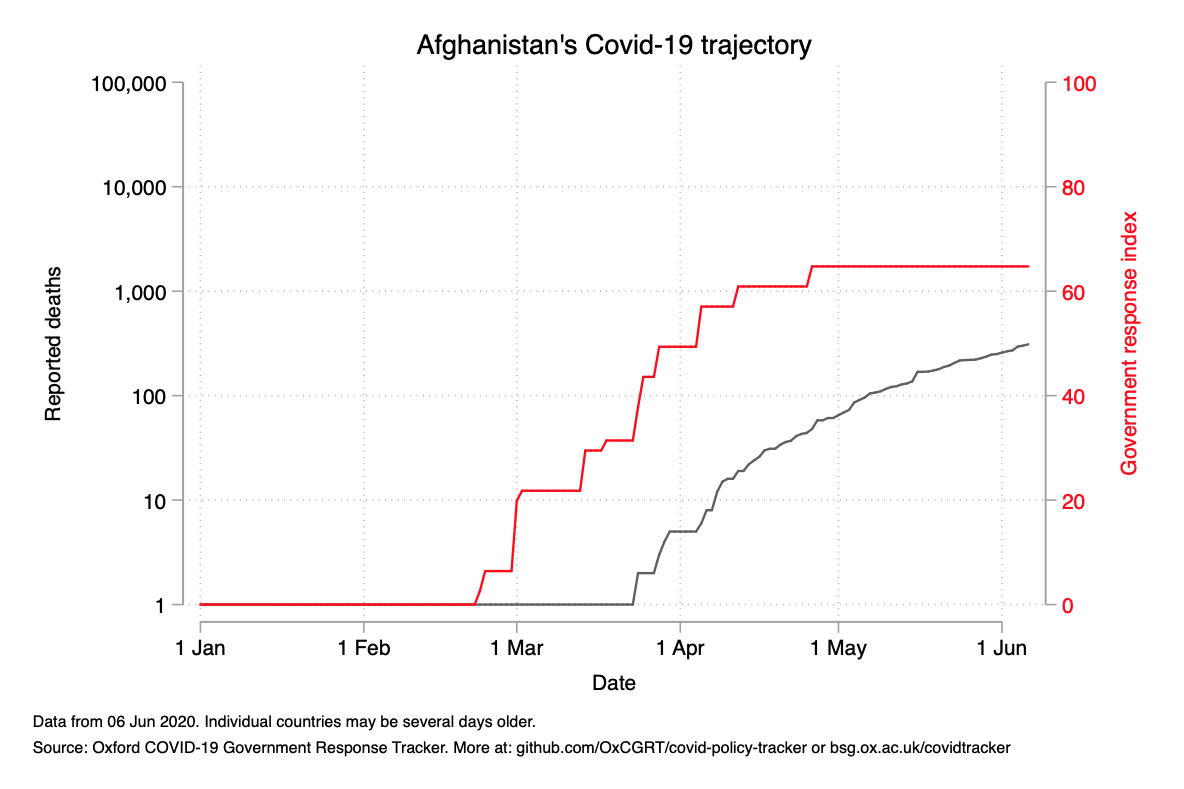 Afghanistan's Covid-19 trajectory
100,000
10,000
1,000
100
10
1
Reported deaths
100
80
60
40
20
0
Government response index
1 Jan
1 Feb
1 Mar
1 Apr
1 May
1 Jun
Date
Data from 06 Jun 2020. Individual countries may be several days older.
Source: Oxford COVID-19 Government Response Tracker. More at: github.com/OxCGRT/covid-policy-tracker or bsg.ox.ac.uk/covidtracker